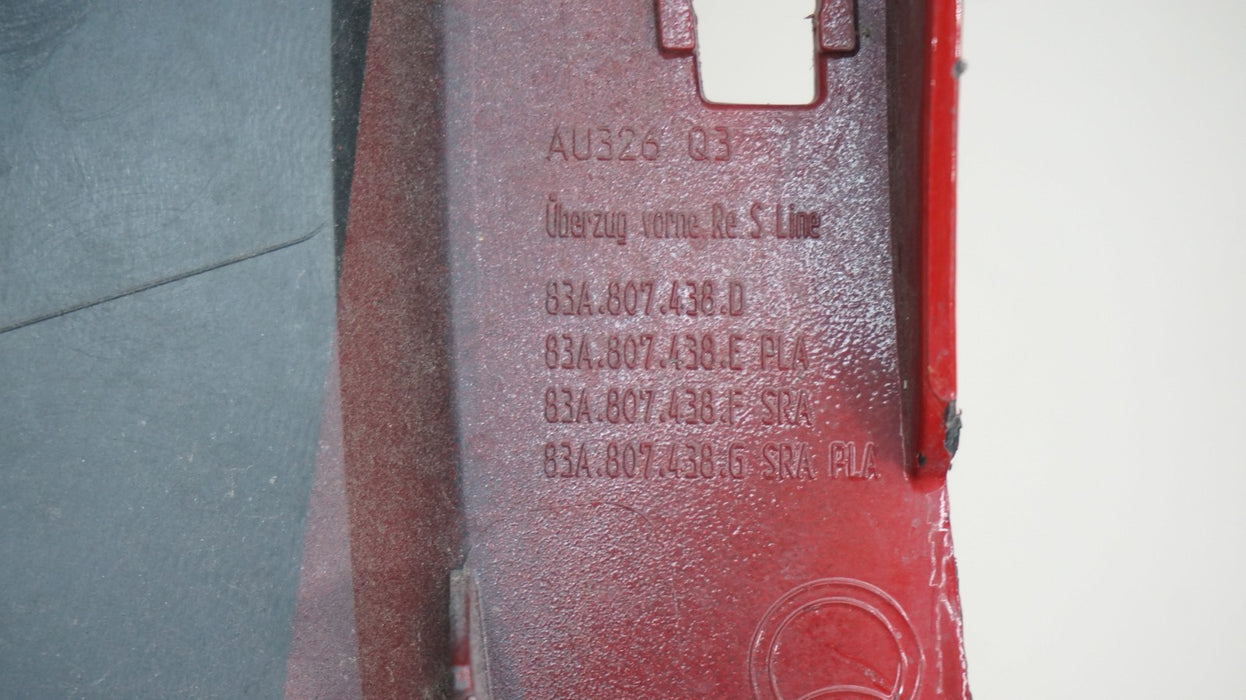 AU326 Q3
Überzug vorne Re S Line
83A.807.438.D
83A.807.438.E PLA
83A.807.438.F SRA
83A.807.438.G SRA PLA